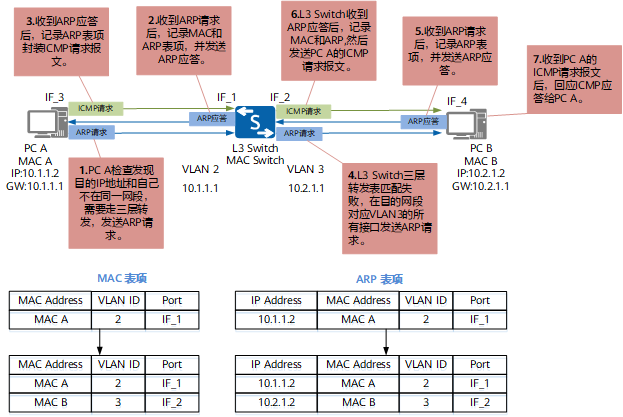 3.收到ARP应答
后，记录ARP表项
封装ICMP请求报
文。
2.收到ARP请求
后，记录MAC和
ARP表项，并发送
ARP应答。
6.L3 Switch收到
ARP应答后，记录
MAC和ARP,然后
发送PC A的ICMP
请求报文。
5.收到ARP请求
后，记录ARP表
项，并发送ARP应
答。
7.收到PC A的
ICMP请求报文
后，回应ICMP应
答给PC A。
IF_3
IF_1
IF_2
IF_4
ICMP请求
ARP应答
ARP请求
S
ICMP请求
ARP应答
ARP请求
PC A
MAC A
IP:10.1.1.2
GW:10.1.1.1
L3 Switch
MAC Switch
PC B
MAC B
IP:10.2.1.2
GW:10.2.1.1
VLAN 2
10.1.1.1
VLAN 3
10.2.1.1
1.PC A检查发现
目的IP地址和自己
不在同一网段，
需要走三层转
发，发送ARP请
求。
4.L3 Switch三层
转发表匹配失
败，在目的网段
对应VLAN3的所
有接口发送ARP请
求。
MAC 表项
MAC Address VLAN ID Port
MAC A 2 IF_1
MAC Address VLAN ID Port
MAC A 2 IF_1
MAC B 3 IF_2
ARP 表项
IP Address MAC Address VLAN ID Port
10.1.1.2 MAC A 2 IF_1
IP Address MAC Address VLAN ID Port
10.1.1.2 MAC A 2 IF_1
10.2.1.2 MAC B 3 IF_2